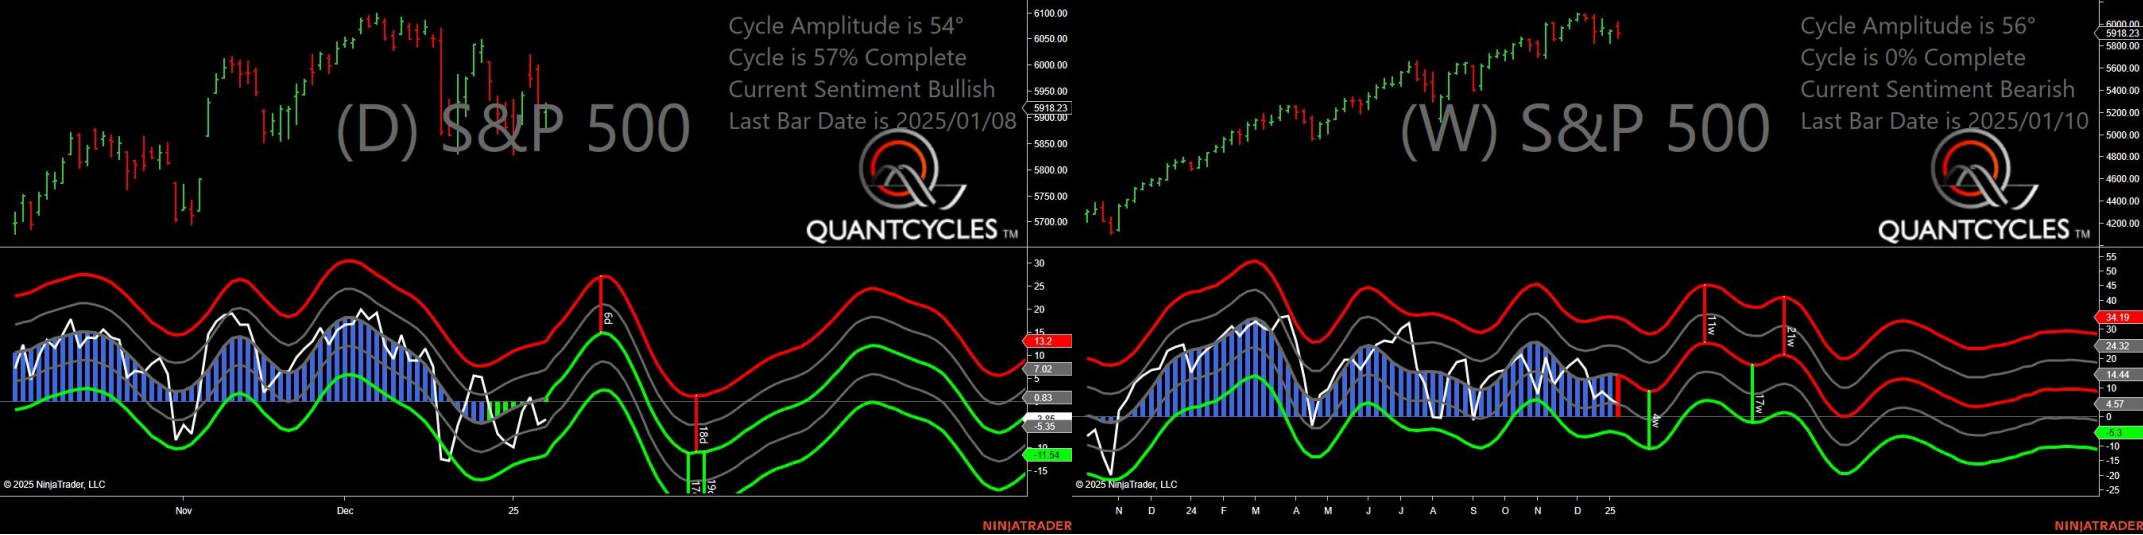 Cycle Amplitude is 54°
Cycle is 57% Complete
Current Sentiment Bullish
Last Bar Date is 2025/01/08
(D) S&P 500
QUANTCYCLES TM
6100.00
6050.00
6000.00
5950.00
5918.23
5900.00
5850.00
5800.00
5750.00
5700.00
30
25
20
15
13.2
10
7.02
5
0.83
-3.85
-5.35
-10
-11.54
-15
6d
18d
17
19
© 2025 NinjaTrader, LLC
Nov
Dec
25
NINJATRADER
Cycle Amplitude is 56°
Cycle is 0% Complete
Current Sentiment Bearish
Last Bar Date is 2025/01/10
(W) S&P 500
QUANTCYCLES TM
6000.00
5918.23
5800.00
5600.00
5400.00
5200.00
5000.00
4800.00
4600.00
4400.00
4200.00
55
50
45
40
34.19
30
24.32
20
14.44
10
4.57
0
-5.3
-10
-15
-20
-25
11w
21w
17w
4w
© 2025 NinjaTrader, LLC
N D 24 F M A M J J A S O N D 25
NINJATRADER